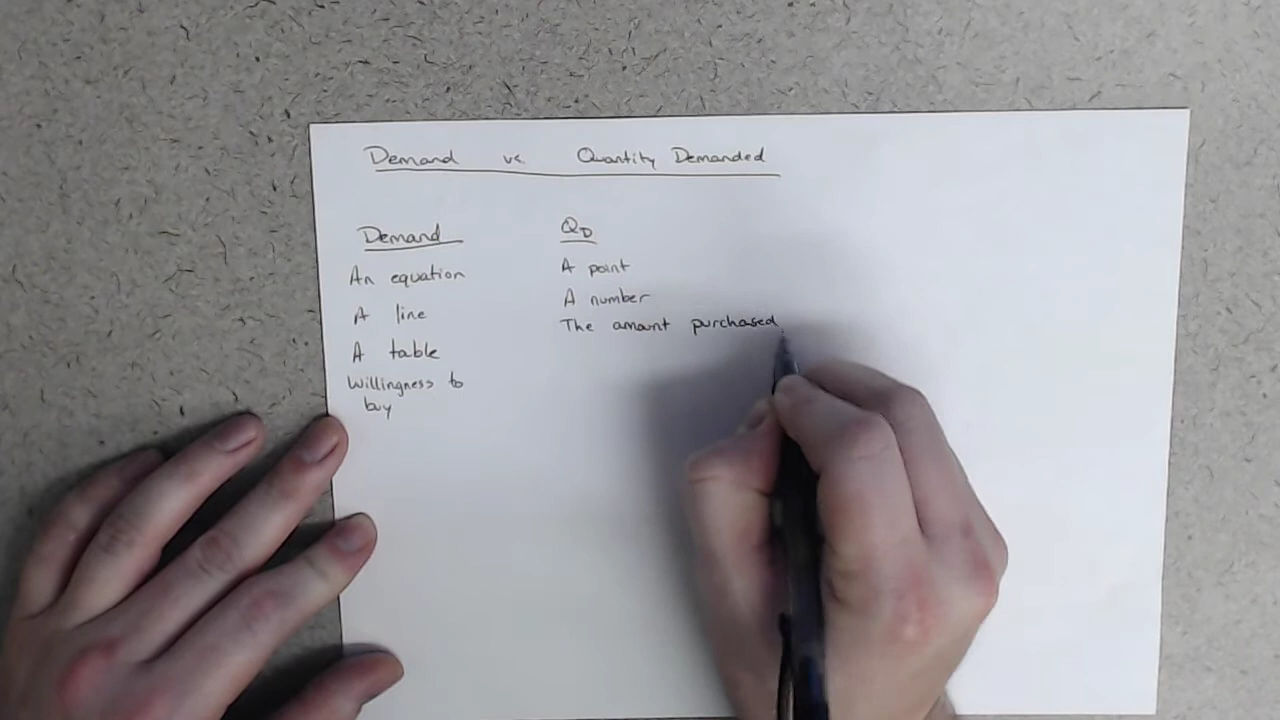 Demand vs. Quantity Demanded
Demand
An equation
A line
A table
Willingness to
buy
QD
A point
A number
The amount purchased